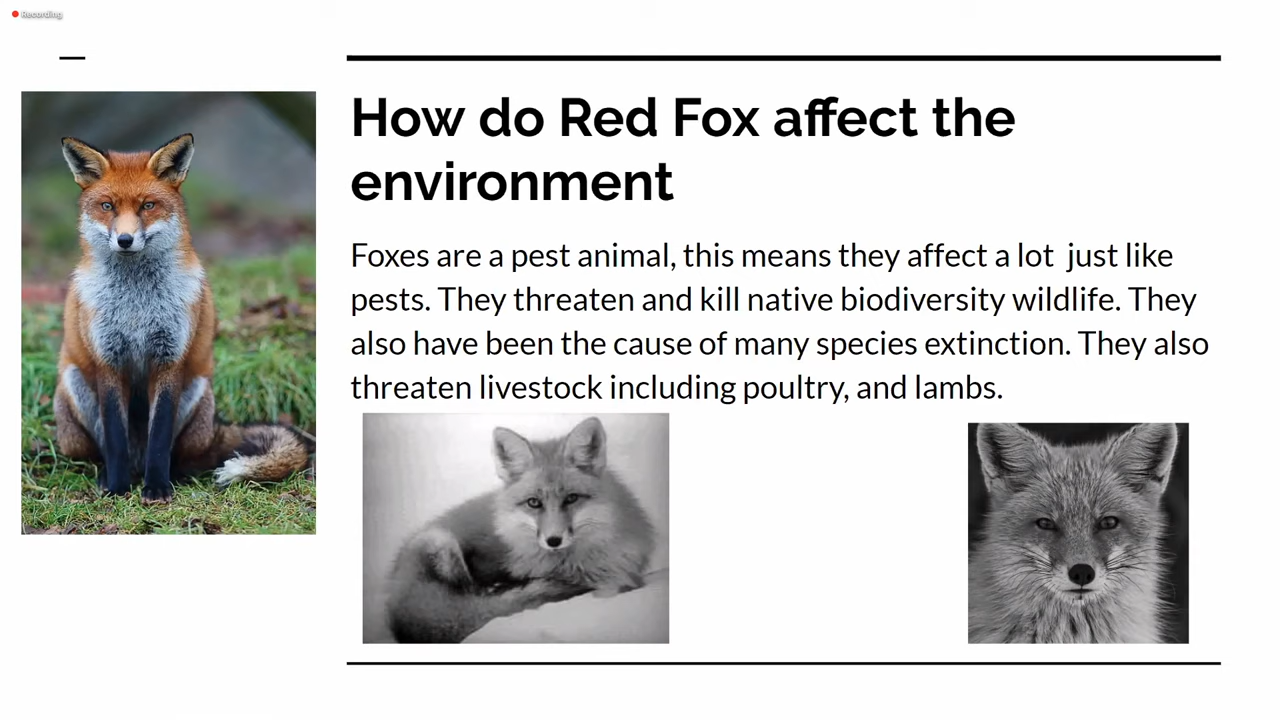 Recording
How do Red Fox affect the
environment
Foxes are a pest animal, this means they affect a lot  just like
pests. They threaten and kill native biodiversity wildlife. They
also have been the cause of many species extinction. They also
threaten livestock including poultry, and lambs.